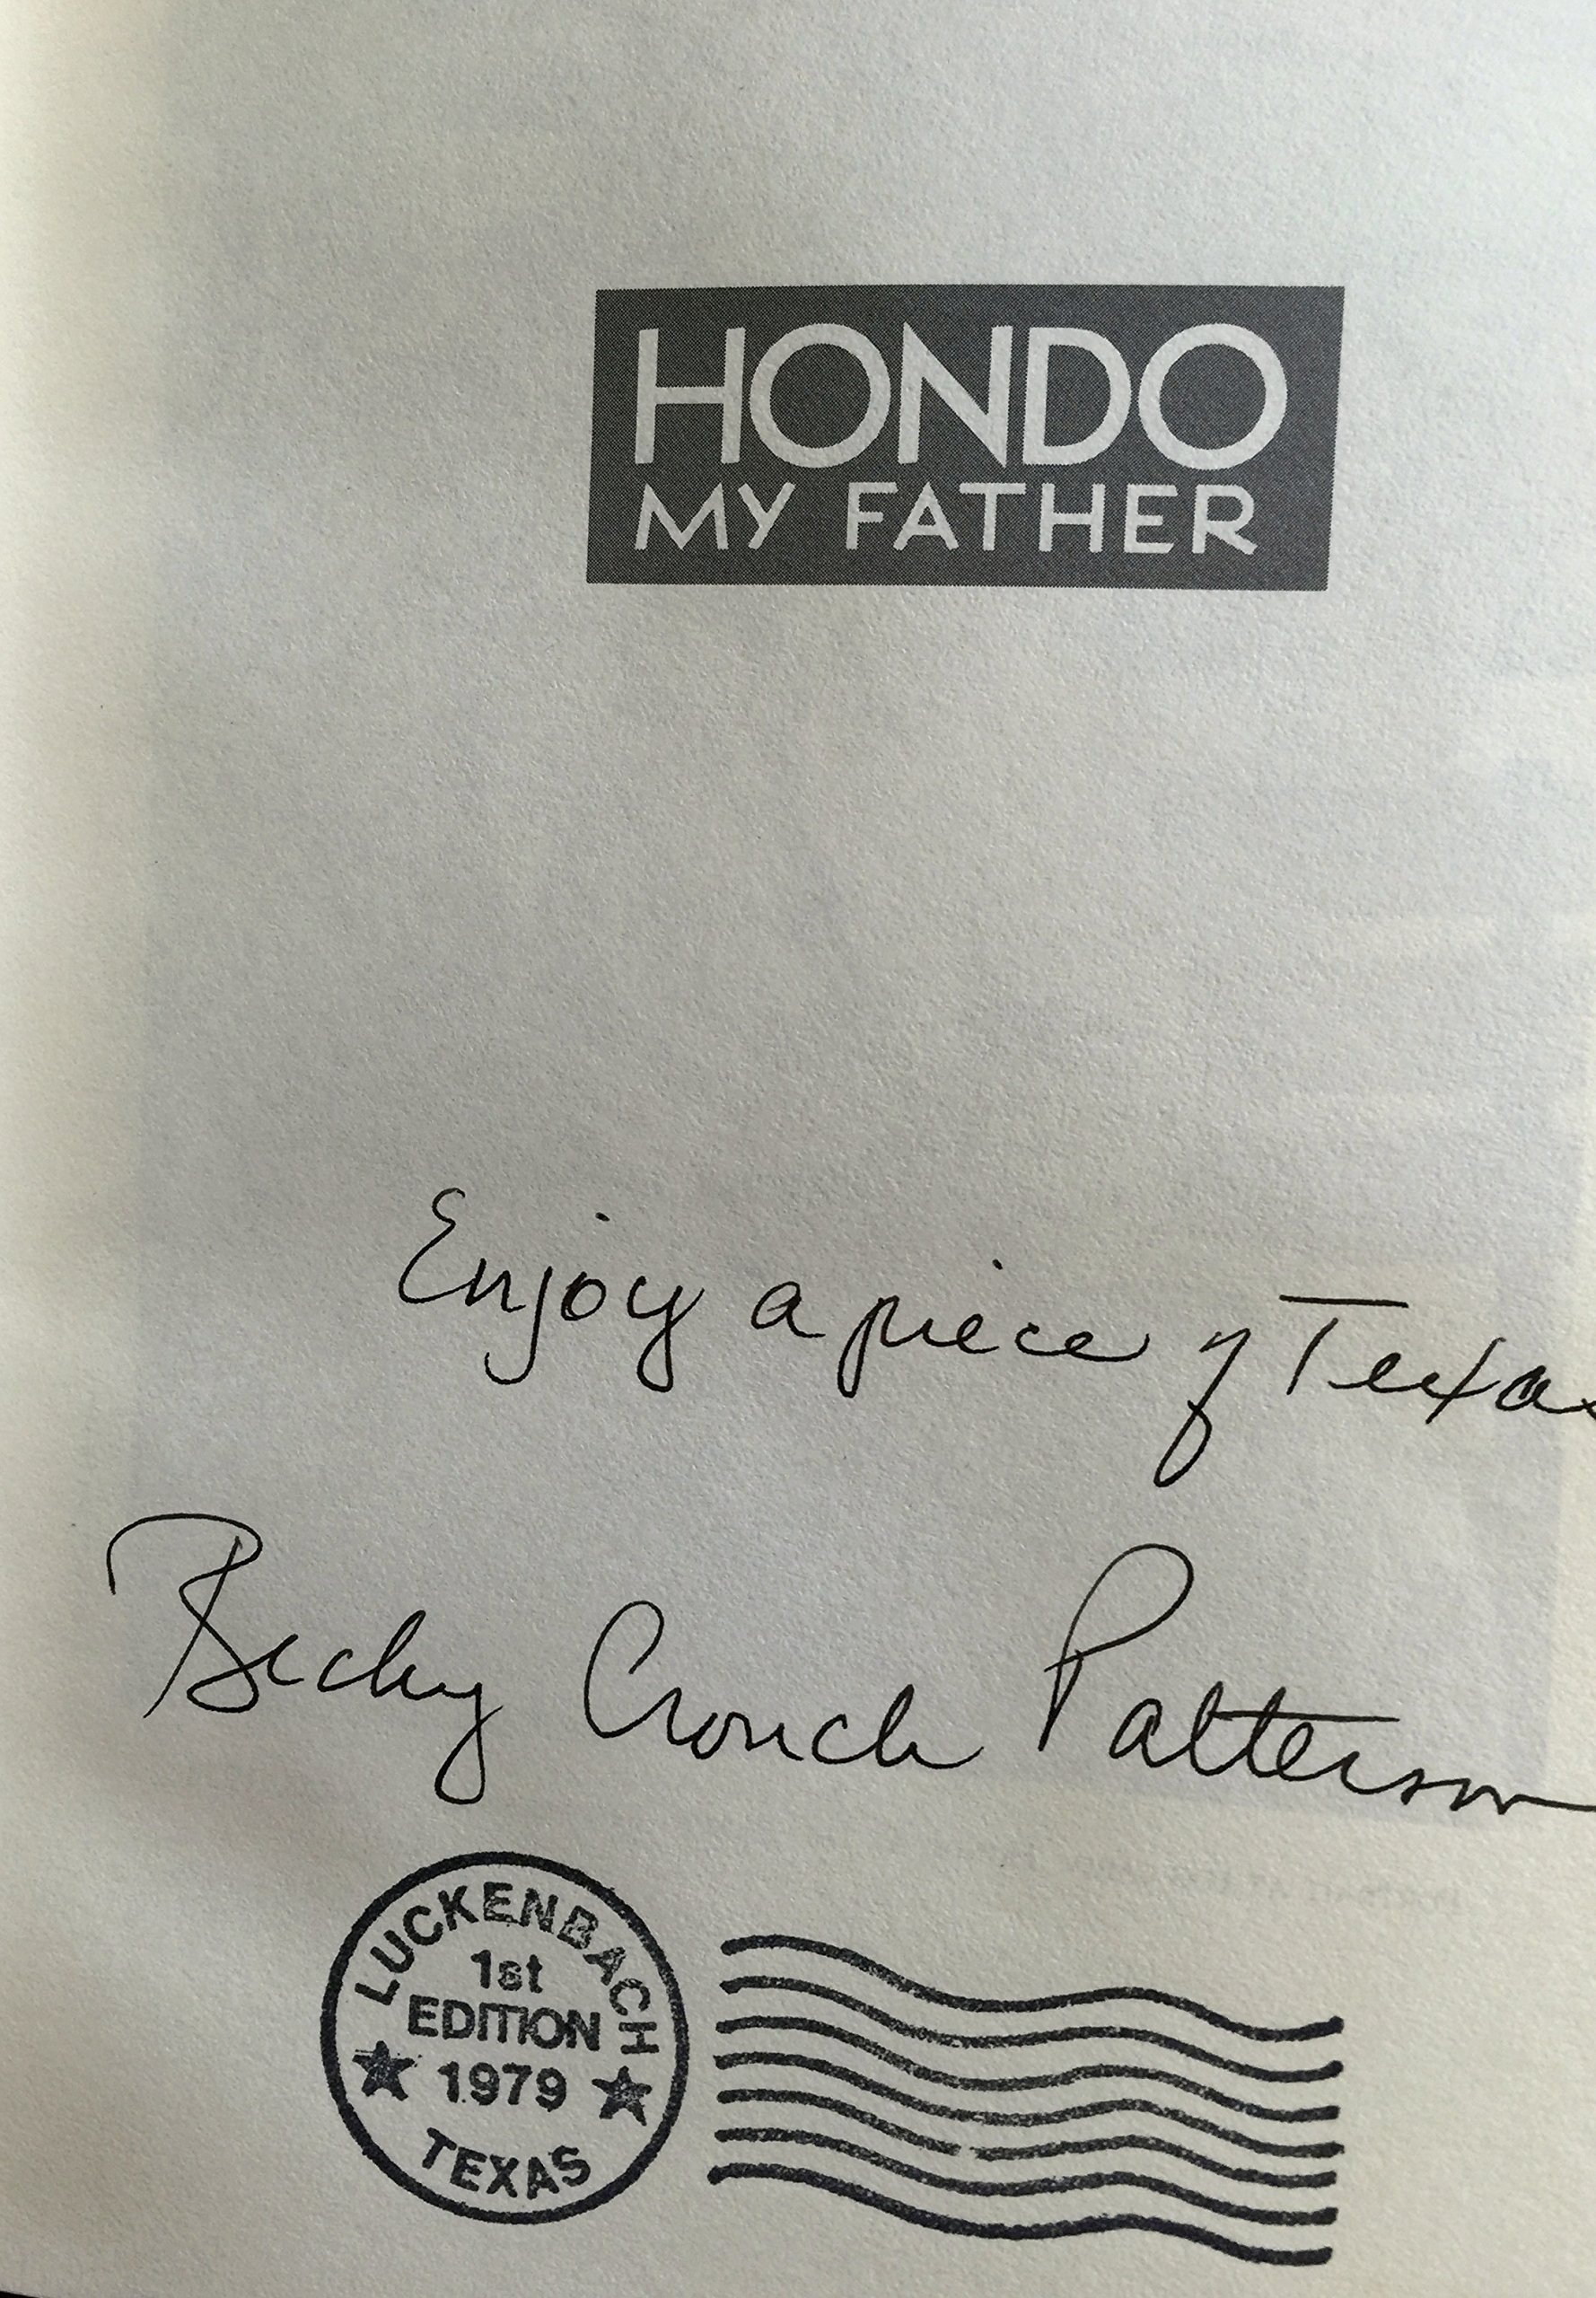 HONDO
MY FATHER
Enjoy a piece of Texas
Becky Crouch Patterson
LUCKENBACH
1st
EDITION
★ 1979 ★
TEXAS